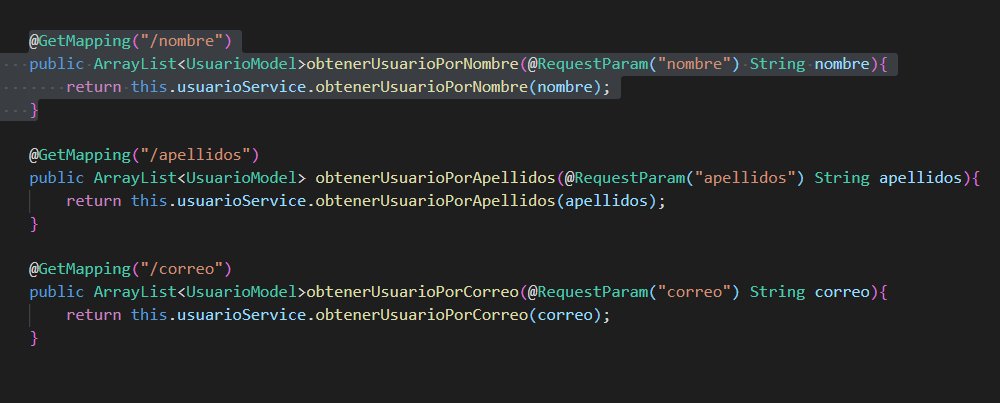 @GetMapping("/nombre")
public ArrayList<UsuarioModel>obtenerUsuarioPorNombre(@RequestParam("nombre") String nombre){
return this.usuarioService.obtenerUsuarioPorNombre(nombre);
}
@GetMapping("/apellidos")
public ArrayList<UsuarioModel> obtenerUsuarioPorApellidos(@RequestParam("apellidos") String apellidos){
return this.usuarioService.obtenerUsuarioPorApellidos(apellidos);
}
@GetMapping("/correo")
public ArrayList<UsuarioModel>obtenerUsuarioPorCorreo(@RequestParam("correo") String correo){
return this.usuarioService.obtenerUsuarioPorCorreo(correo);
}